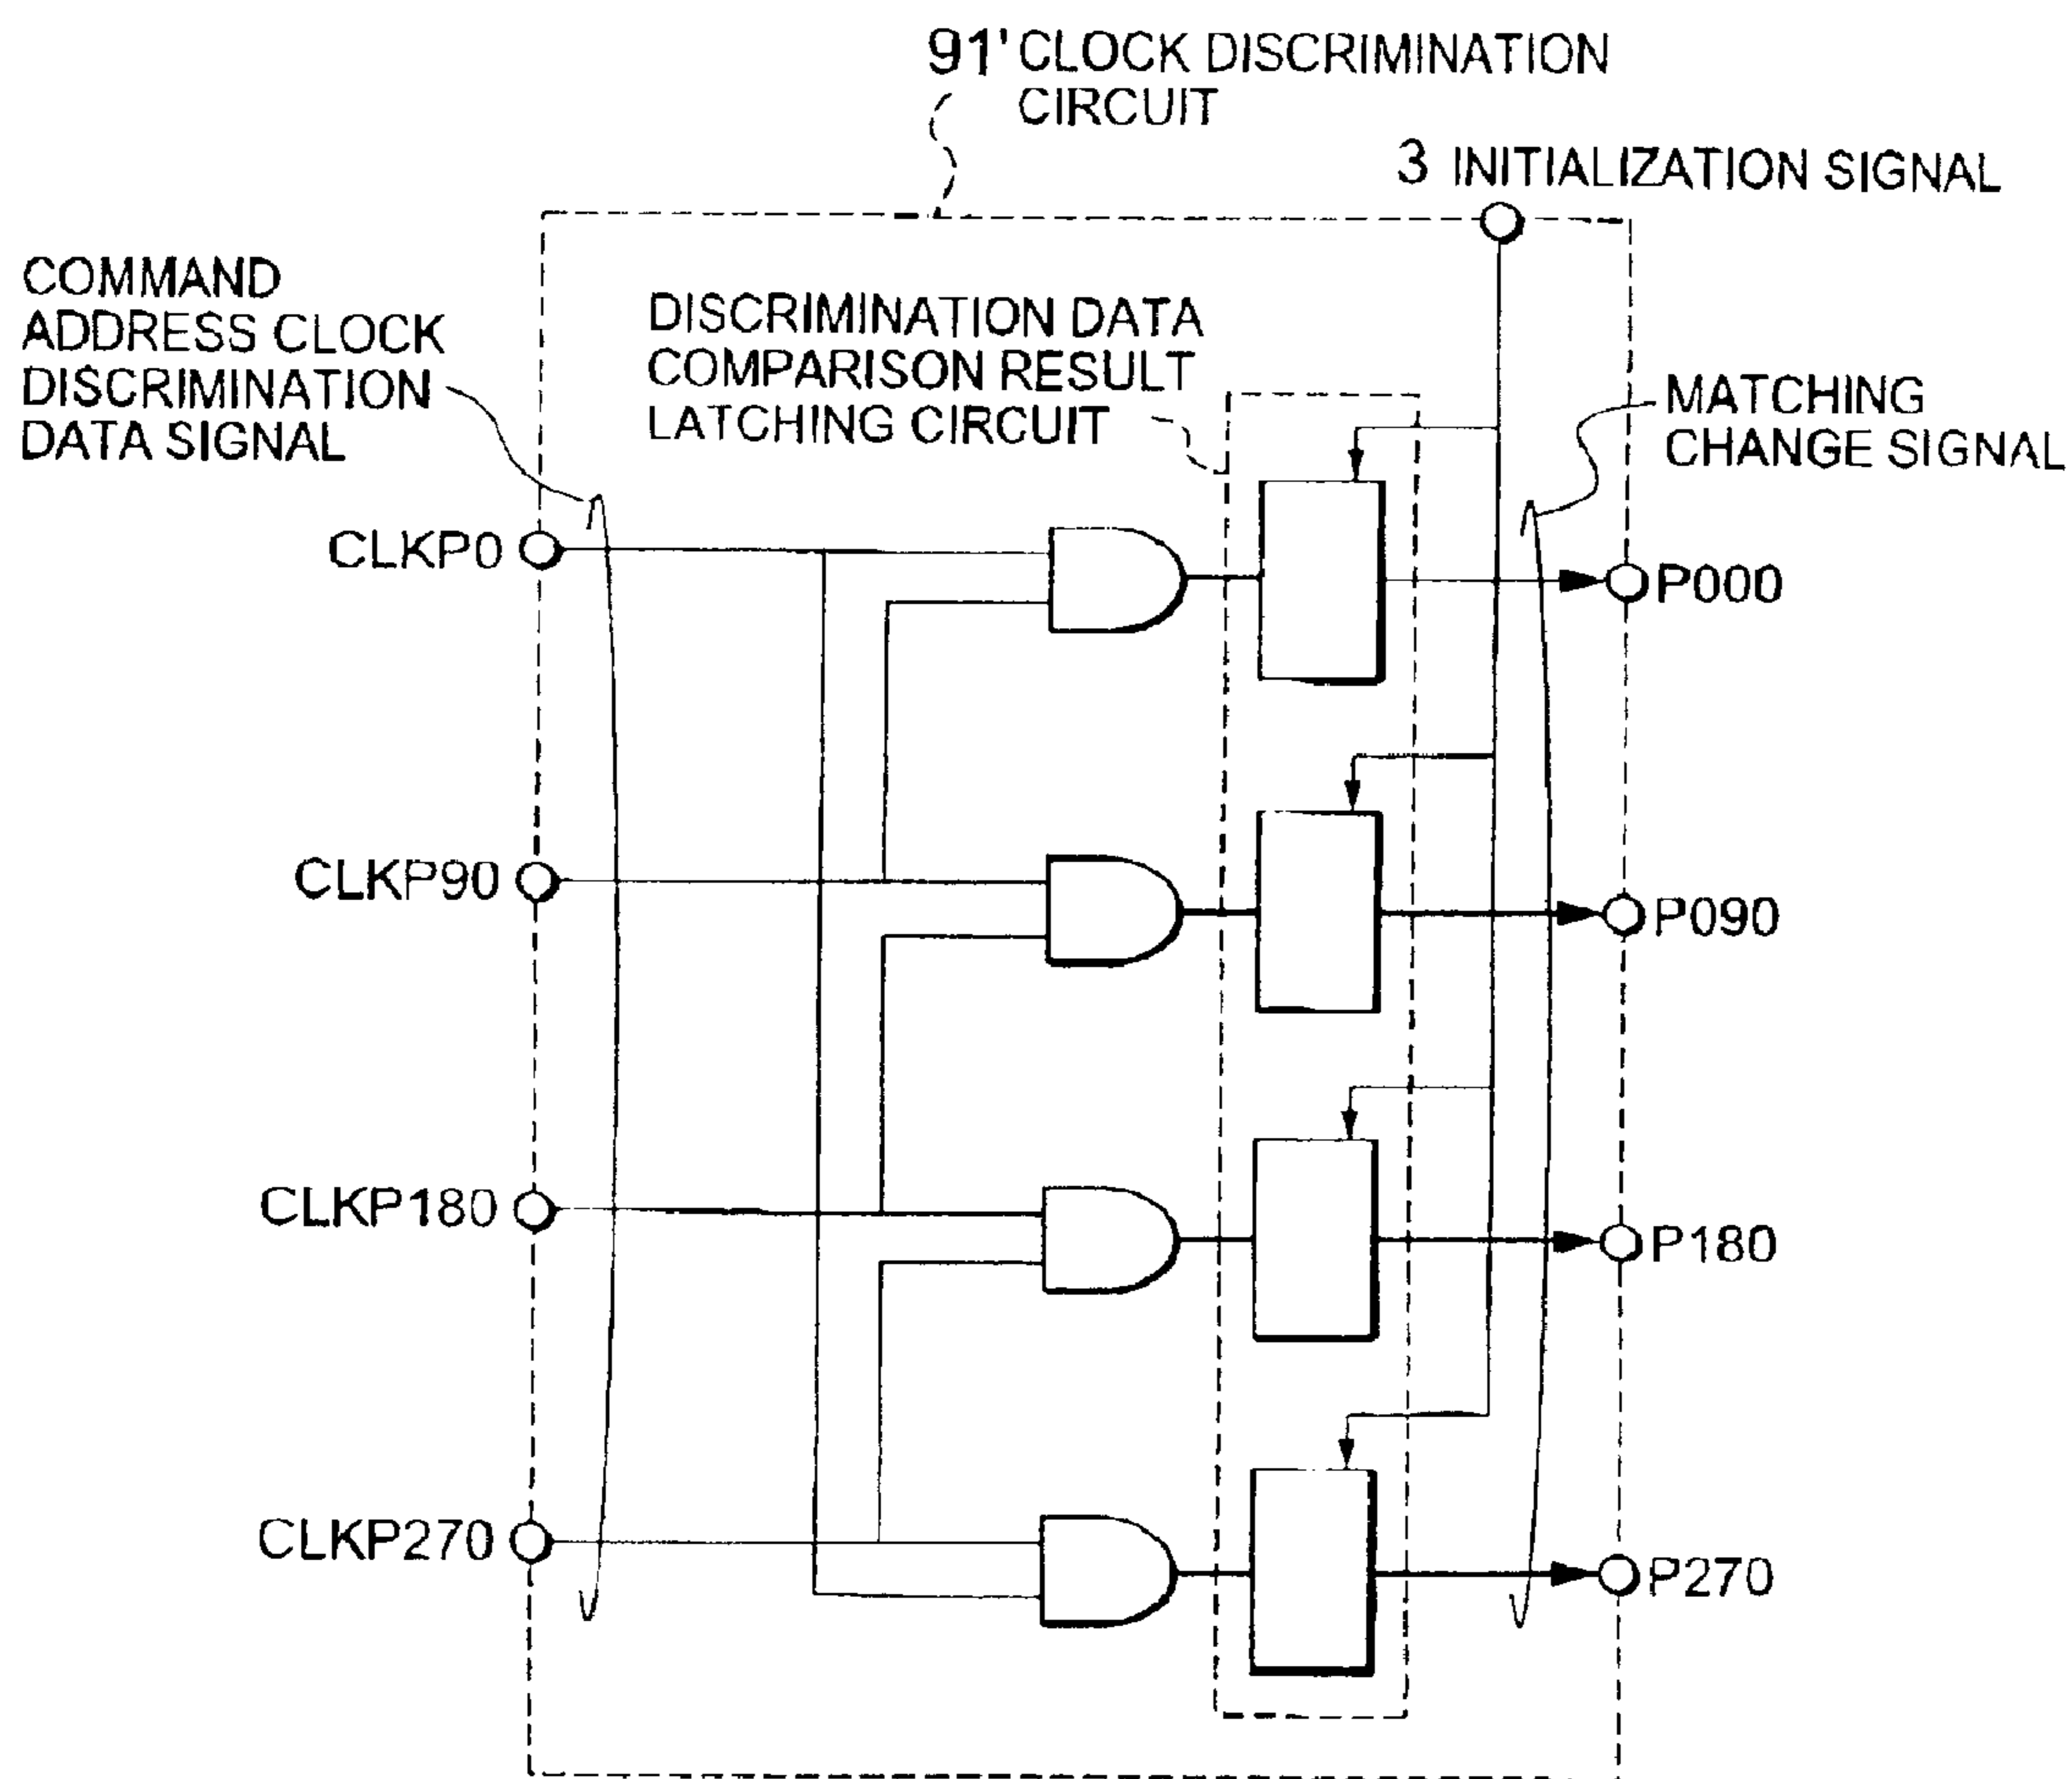 91' CLOCK DISCRIMINATION
CIRCUIT
3 INITIALIZATION SIGNAL
COMMAND
ADDRESS CLOCK
DISCRIMINATION
DATA SIGNAL
DISCRIMINATION DATA
COMPARISON RESULT
LATCHING CIRCUIT
MATCHING
CHANGE SIGNAL
CLKP0
P000
CLKP90
P090
CLKP180
P180
CLKP270
P270